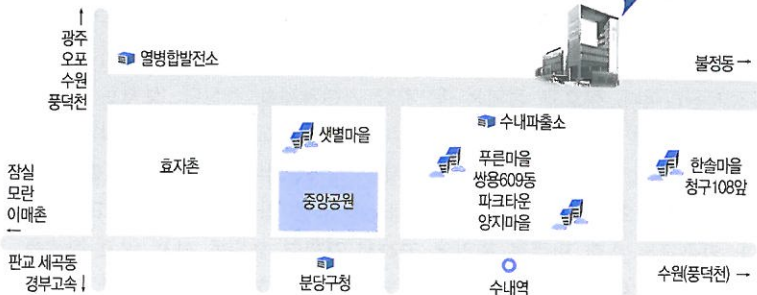 ↑
광주
오포
수원
풍덕천
열병합발전소
불정동 →
효자촌
샛별마을
중앙공원
수내파출소
푸른마을
쌍용609동
파크타운
양지마을
한솔마을
청구108앞
잠실
모란
이매촌
←
판교 세곡동
경부고속 ↓
분당구청
수내역
수원(풍덕천) →